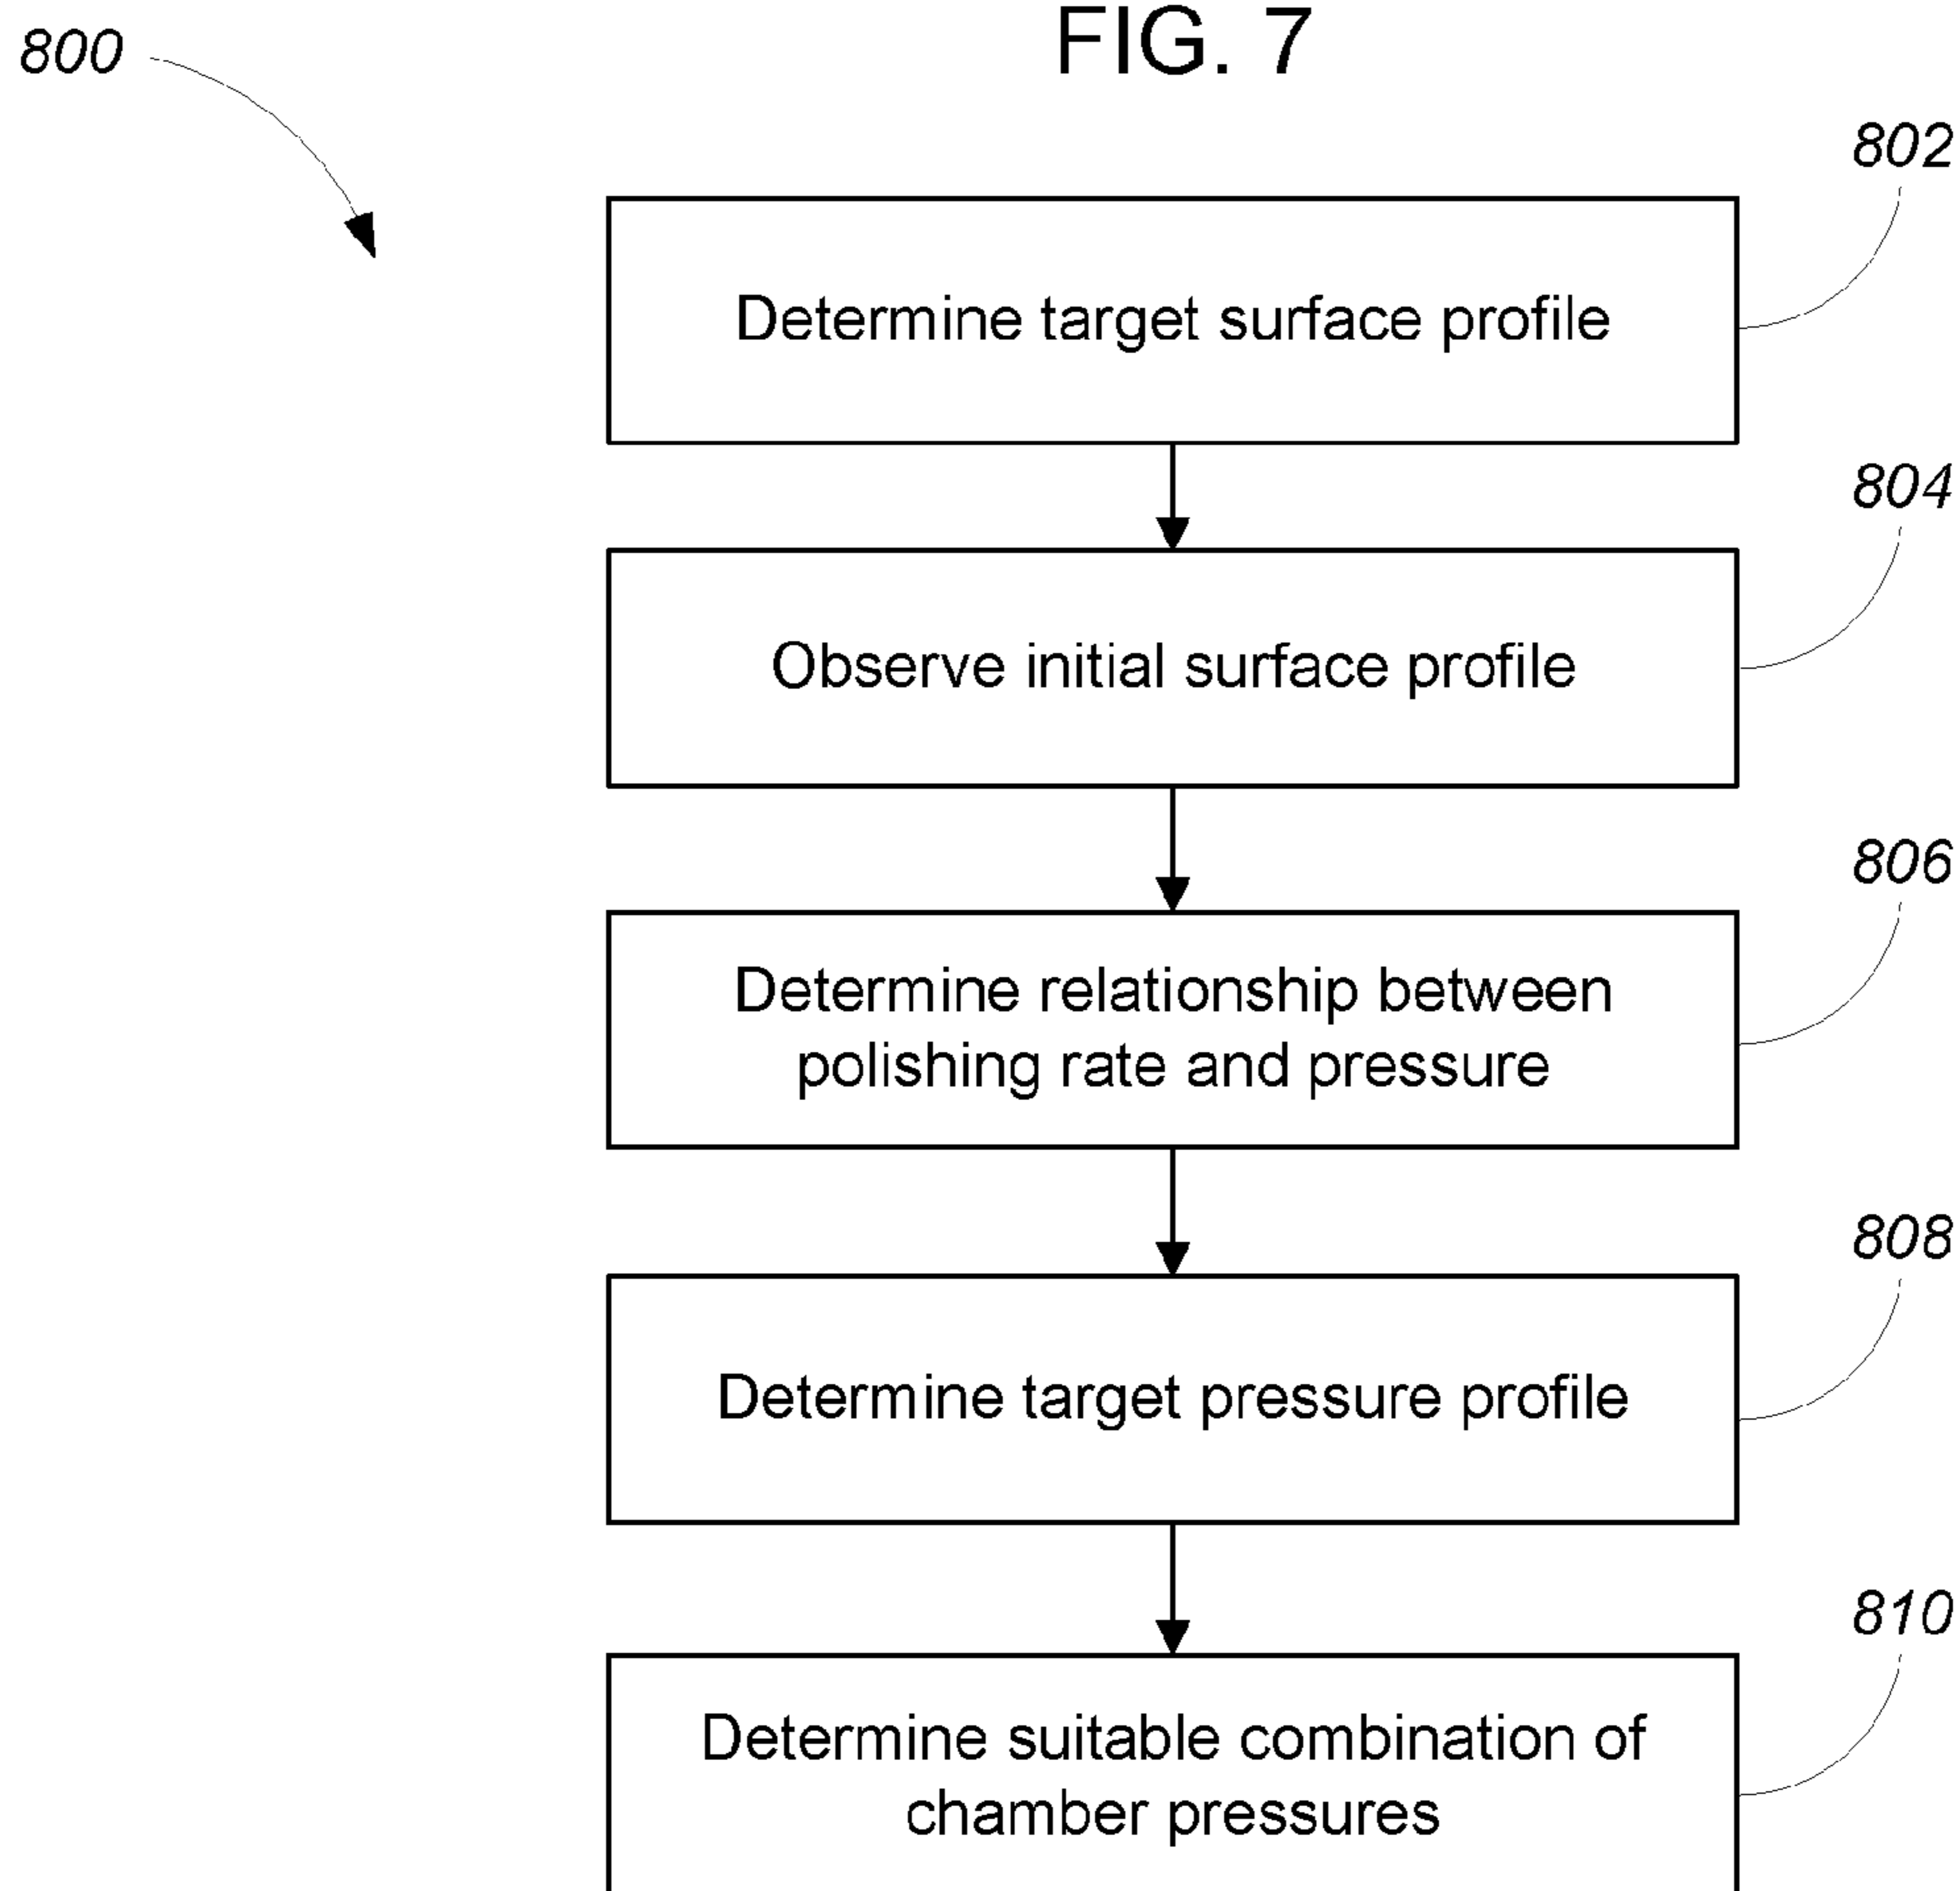 FIG. 7
800
802
Determine target surface profile
804
Observe initial surface profile
806
Determine relationship between
polishing rate and pressure
808
Determine target pressure profile
810
Determine suitable combination of
chamber pressures